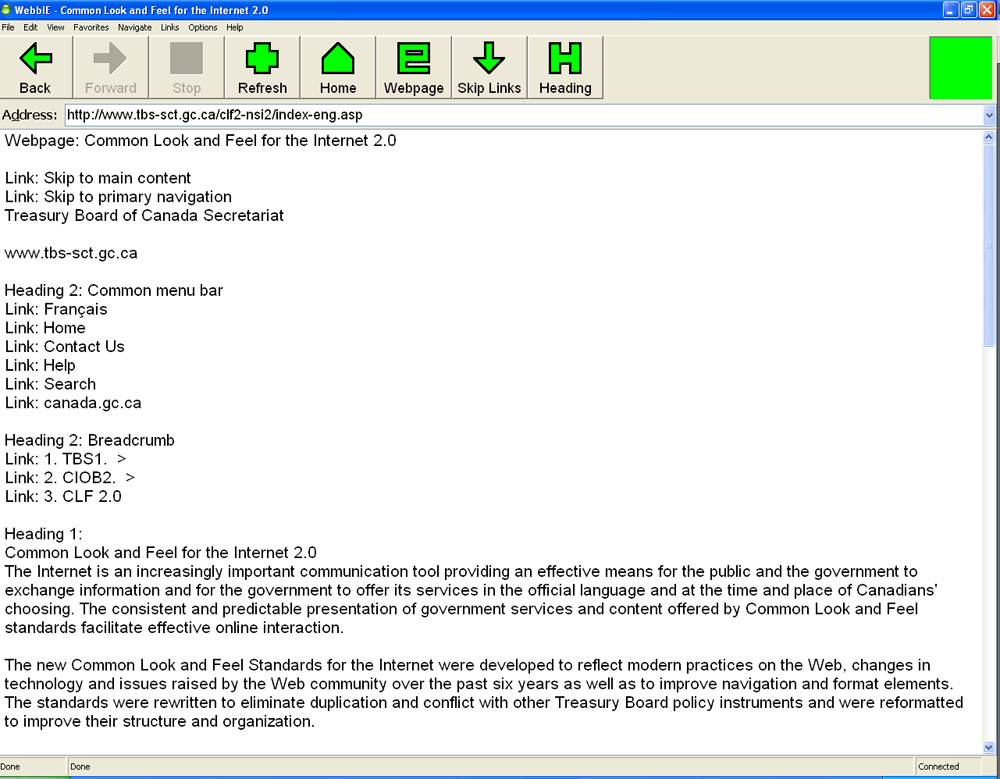 WebbIE - Common Look and Feel for the Internet 2.0
File Edit View Favorites Navigate Links Options Help
Back Forward Stop Refresh Home Webpage Skip Links Heading
Address: http://www.tbs-sct.gc.ca/clf2-nsi2/index-eng.asp
Webpage: Common Look and Feel for the Internet 2.0
Link: Skip to main content
Link: Skip to primary navigation
Treasury Board of Canada Secretariat
www.tbs-sct.gc.ca
Heading 2: Common menu bar
Link: Français
Link: Home
Link: Contact Us
Link: Help
Link: Search
Link: canada.gc.ca
Heading 2: Breadcrumb
Link: 1. TBS1. >
Link: 2. CIOB2. >
Link: 3. CLF 2.0
Heading 1:
Common Look and Feel for the Internet 2.0
The Internet is an increasingly important communication tool providing an effective means for the public and the government to
exchange information and for the government to offer its services in the official language and at the time and place of Canadians'
choosing. The consistent and predictable presentation of government services and content offered by Common Look and Feel
standards facilitate effective online interaction.
The new Common Look and Feel Standards for the Internet were developed to reflect modern practices on the Web, changes in
technology and issues raised by the Web community over the past six years as well as to improve navigation and format elements.
The standards were rewritten to eliminate duplication and conflict with other Treasury Board policy instruments and were reformatted
to improve their structure and organization.
Done Done Connected